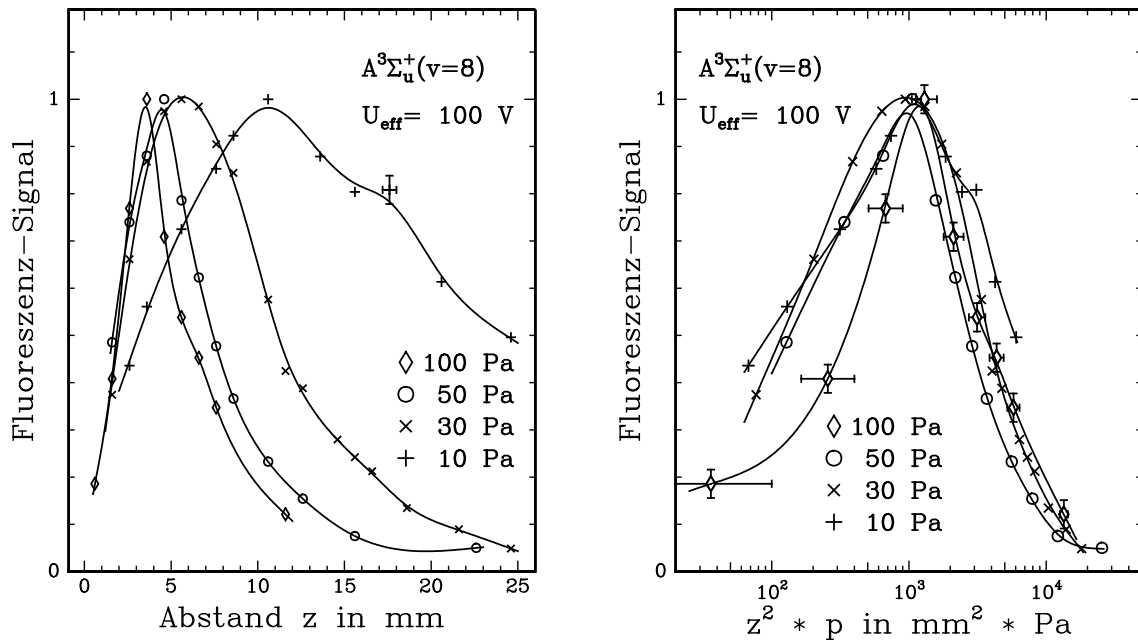 A³Σᵤ⁺(v=8)
U_eff= 100 V
100 Pa
50 Pa
30 Pa
10 Pa
1
0
Fluoreszenz-Signal
0 5 10 15 20 25
Abstand z in mm
A³Σᵤ⁺(v=8)
U_eff= 100 V
100 Pa
50 Pa
30 Pa
10 Pa
1
0
Fluoreszenz-Signal
10² 10³ 10⁴
z² * p in mm² * Pa